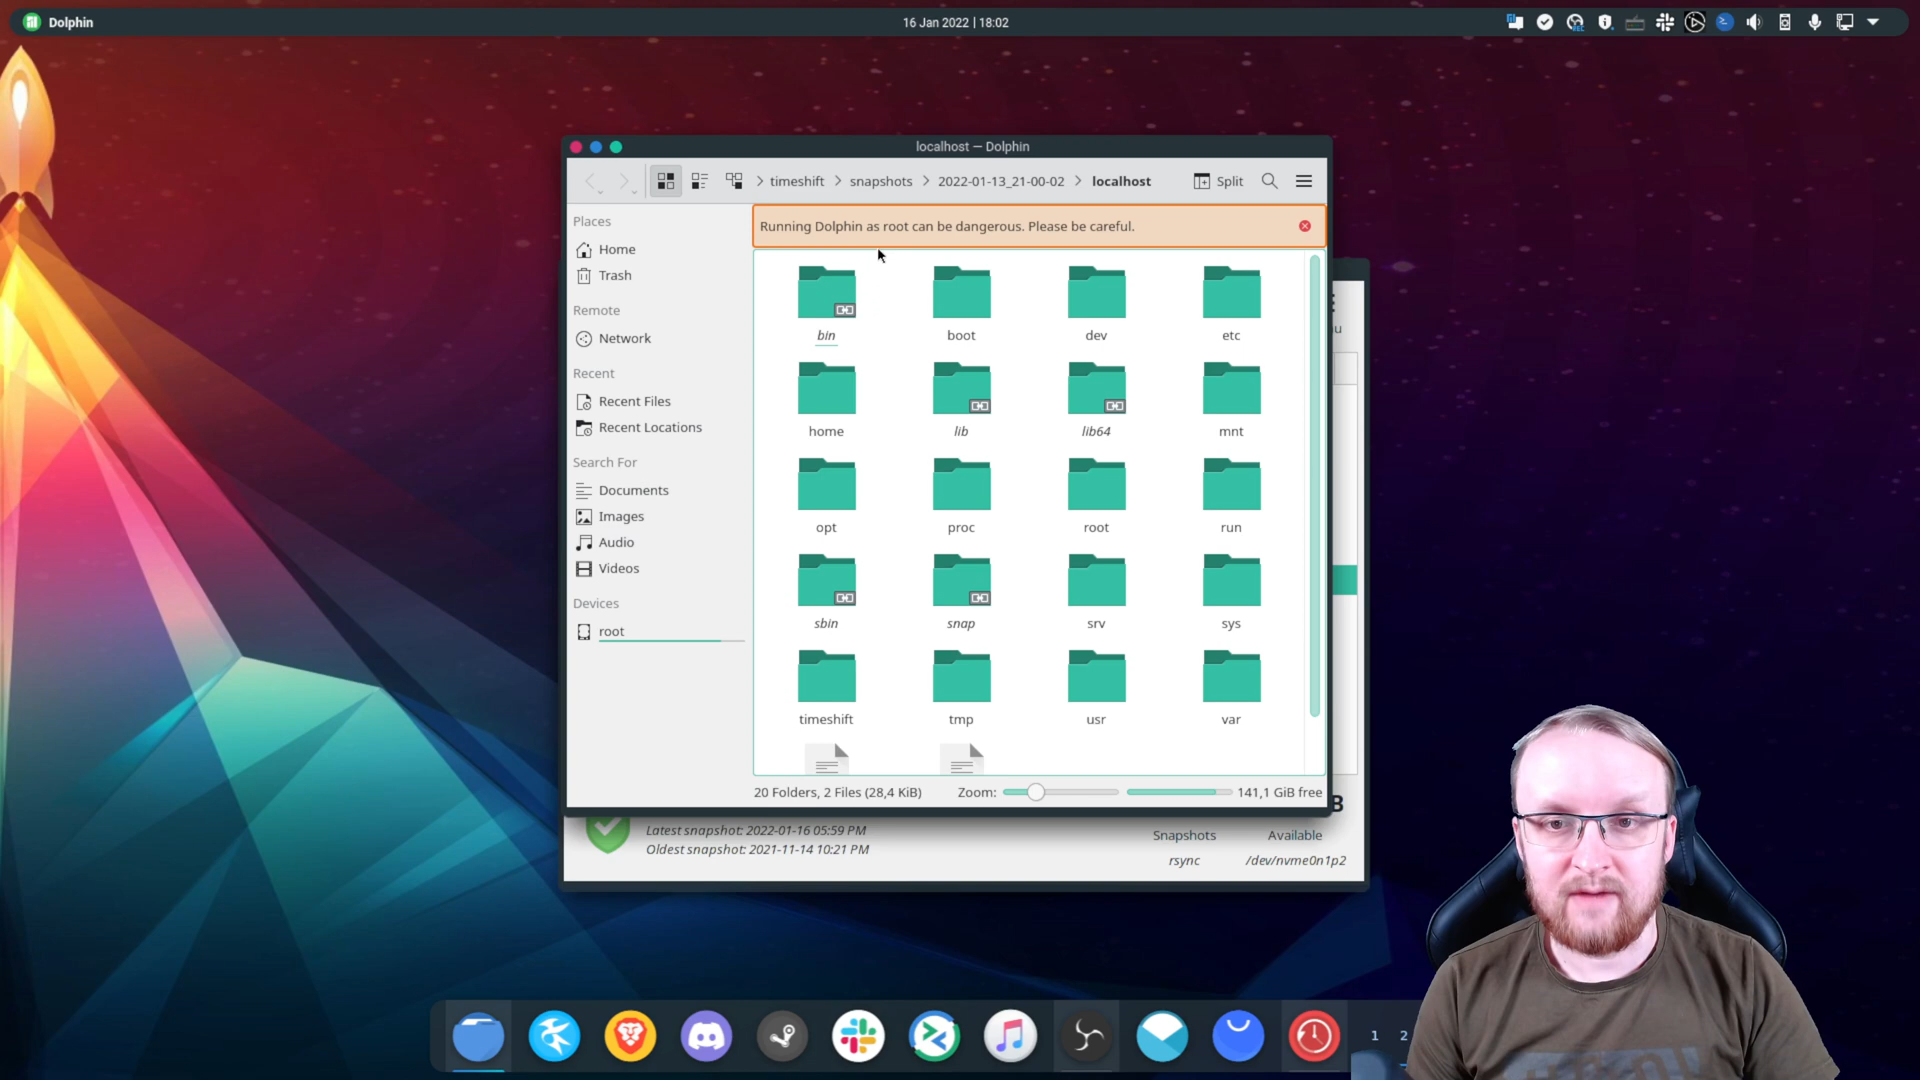 Dolphin
16 Jan 2022 | 18:02
localhost — Dolphin
timeshift
snapshots
2022-01-13_21-00-02
localhost
Split
Places
Home
Trash
Remote
Network
Recent
Recent Files
Recent Locations
Search For
Documents
Images
Audio
Videos
Devices
root
Running Dolphin as root can be dangerous. Please be careful.
bin
boot
dev
etc
home
lib
lib64
mnt
opt
proc
root
run
sbin
snap
srv
sys
timeshift
tmp
usr
var
20 Folders, 2 Files (28,4 KiB)
Zoom:
141,1 GiB free
u
B
Latest snapshot: 2022-01-16 05:59 PM
Oldest snapshot: 2021-11-14 10:21 PM
Snapshots
Available
rsync
/dev/nvme0n1p2
1
2